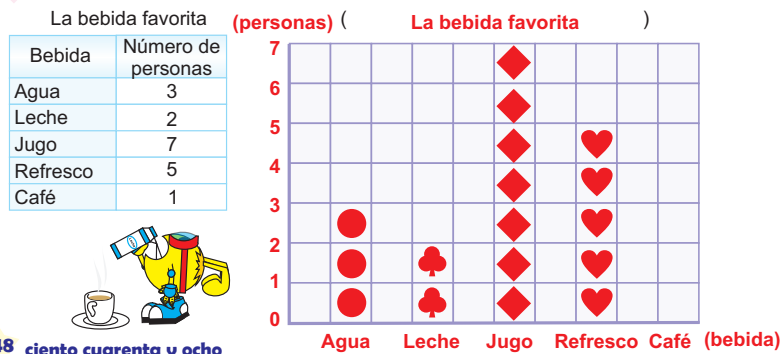 La bebida favorita
Bebida Número de personas
Agua 3
Leche 2
Jugo 7
Refresco 5
Café 1
(personas) ( La bebida favorita )
7
6
5
4
3
2
1
0
Agua Leche Jugo Refresco Café (bebida)
48 ciento cuarenta y ocho